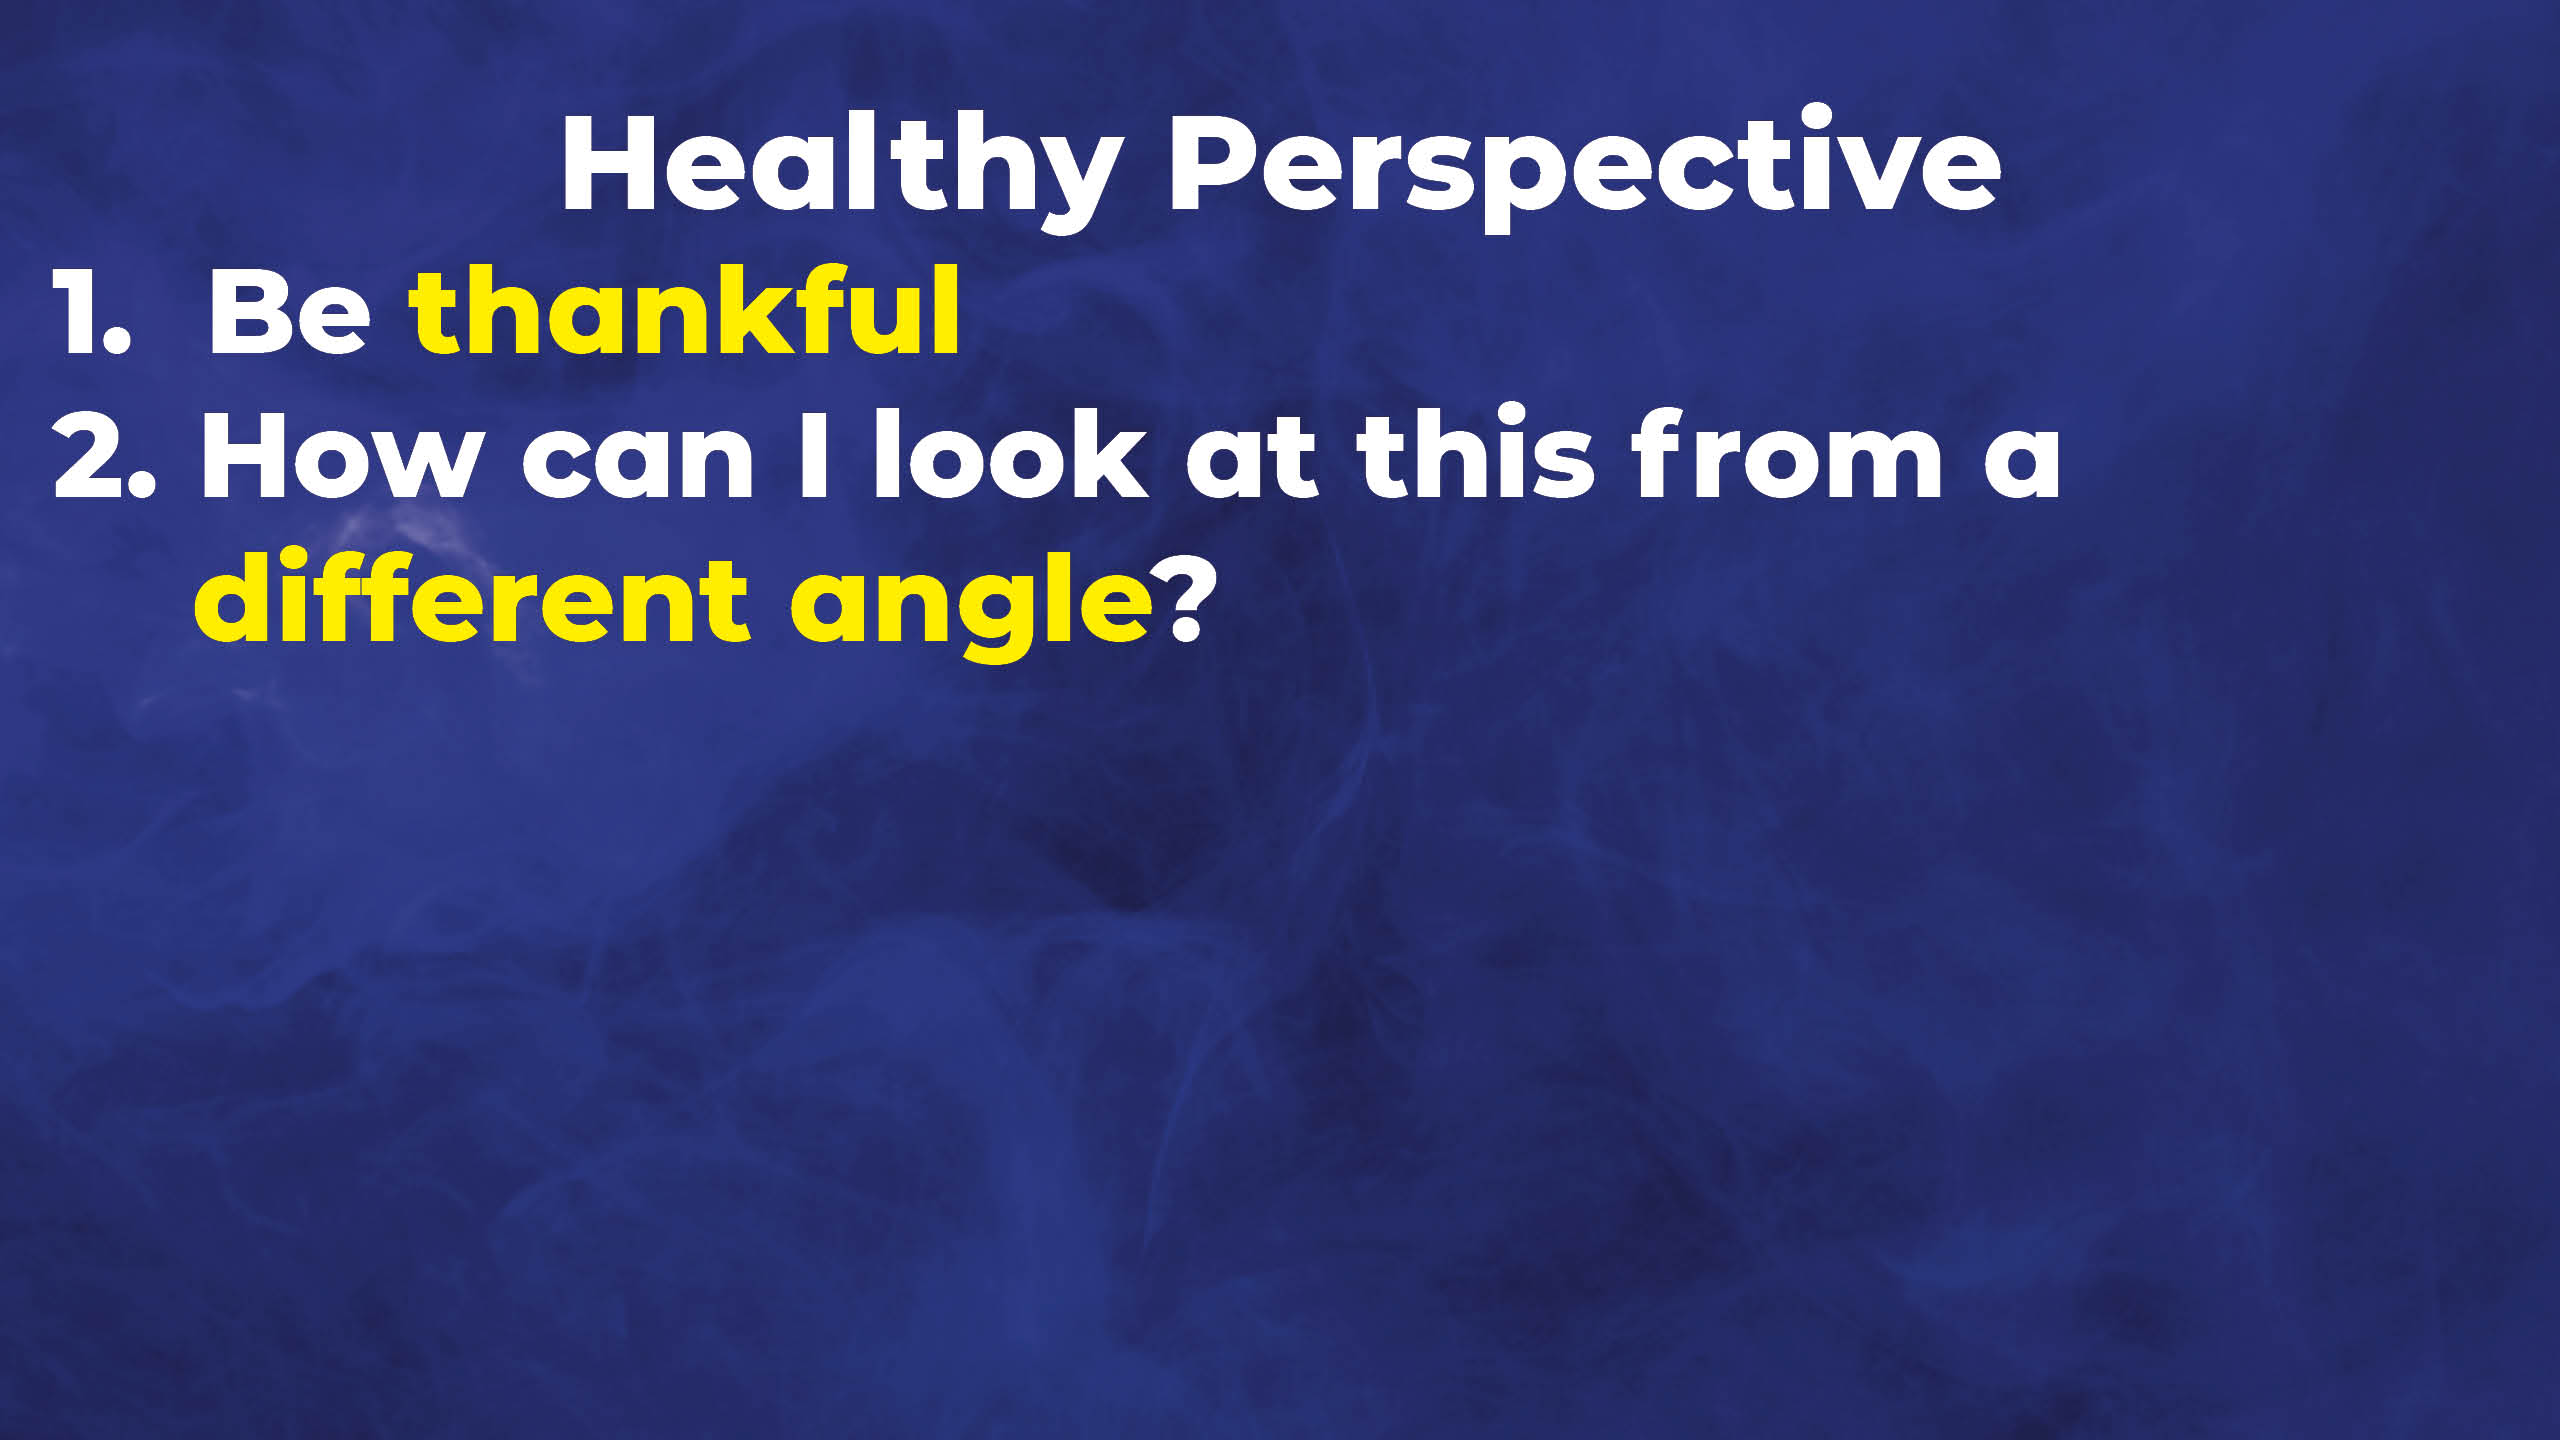 Healthy Perspective
1. Be thankful
2. How can I look at this from a
different angle?